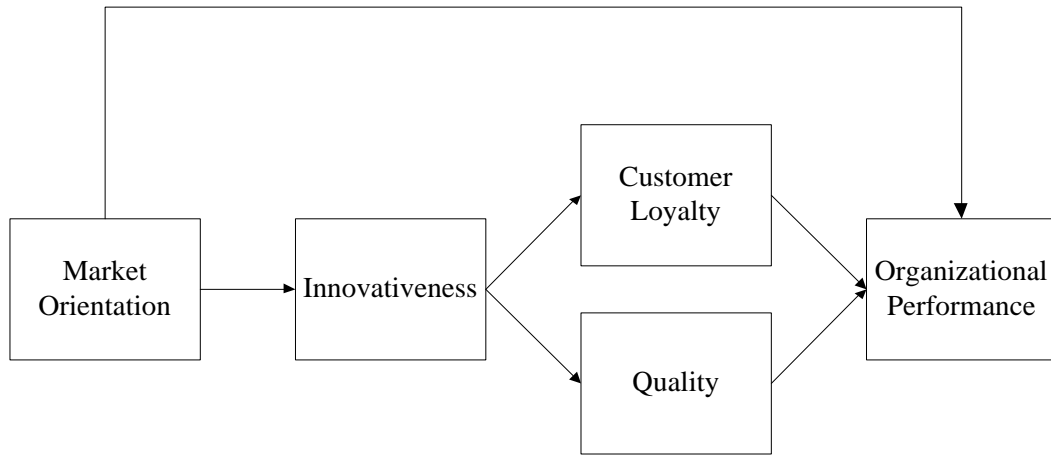 Market
Orientation
Innovativeness
Customer
Loyalty
Quality
Organizational
Performance